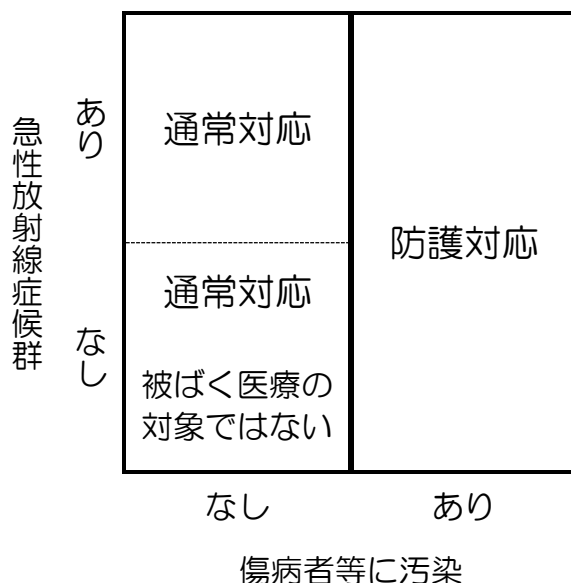 急性放射線症候群
あり
なし
通常対応
通常対応
被ばく医療の
対象ではない
防護対応
なし
あり
傷病者等に汚染